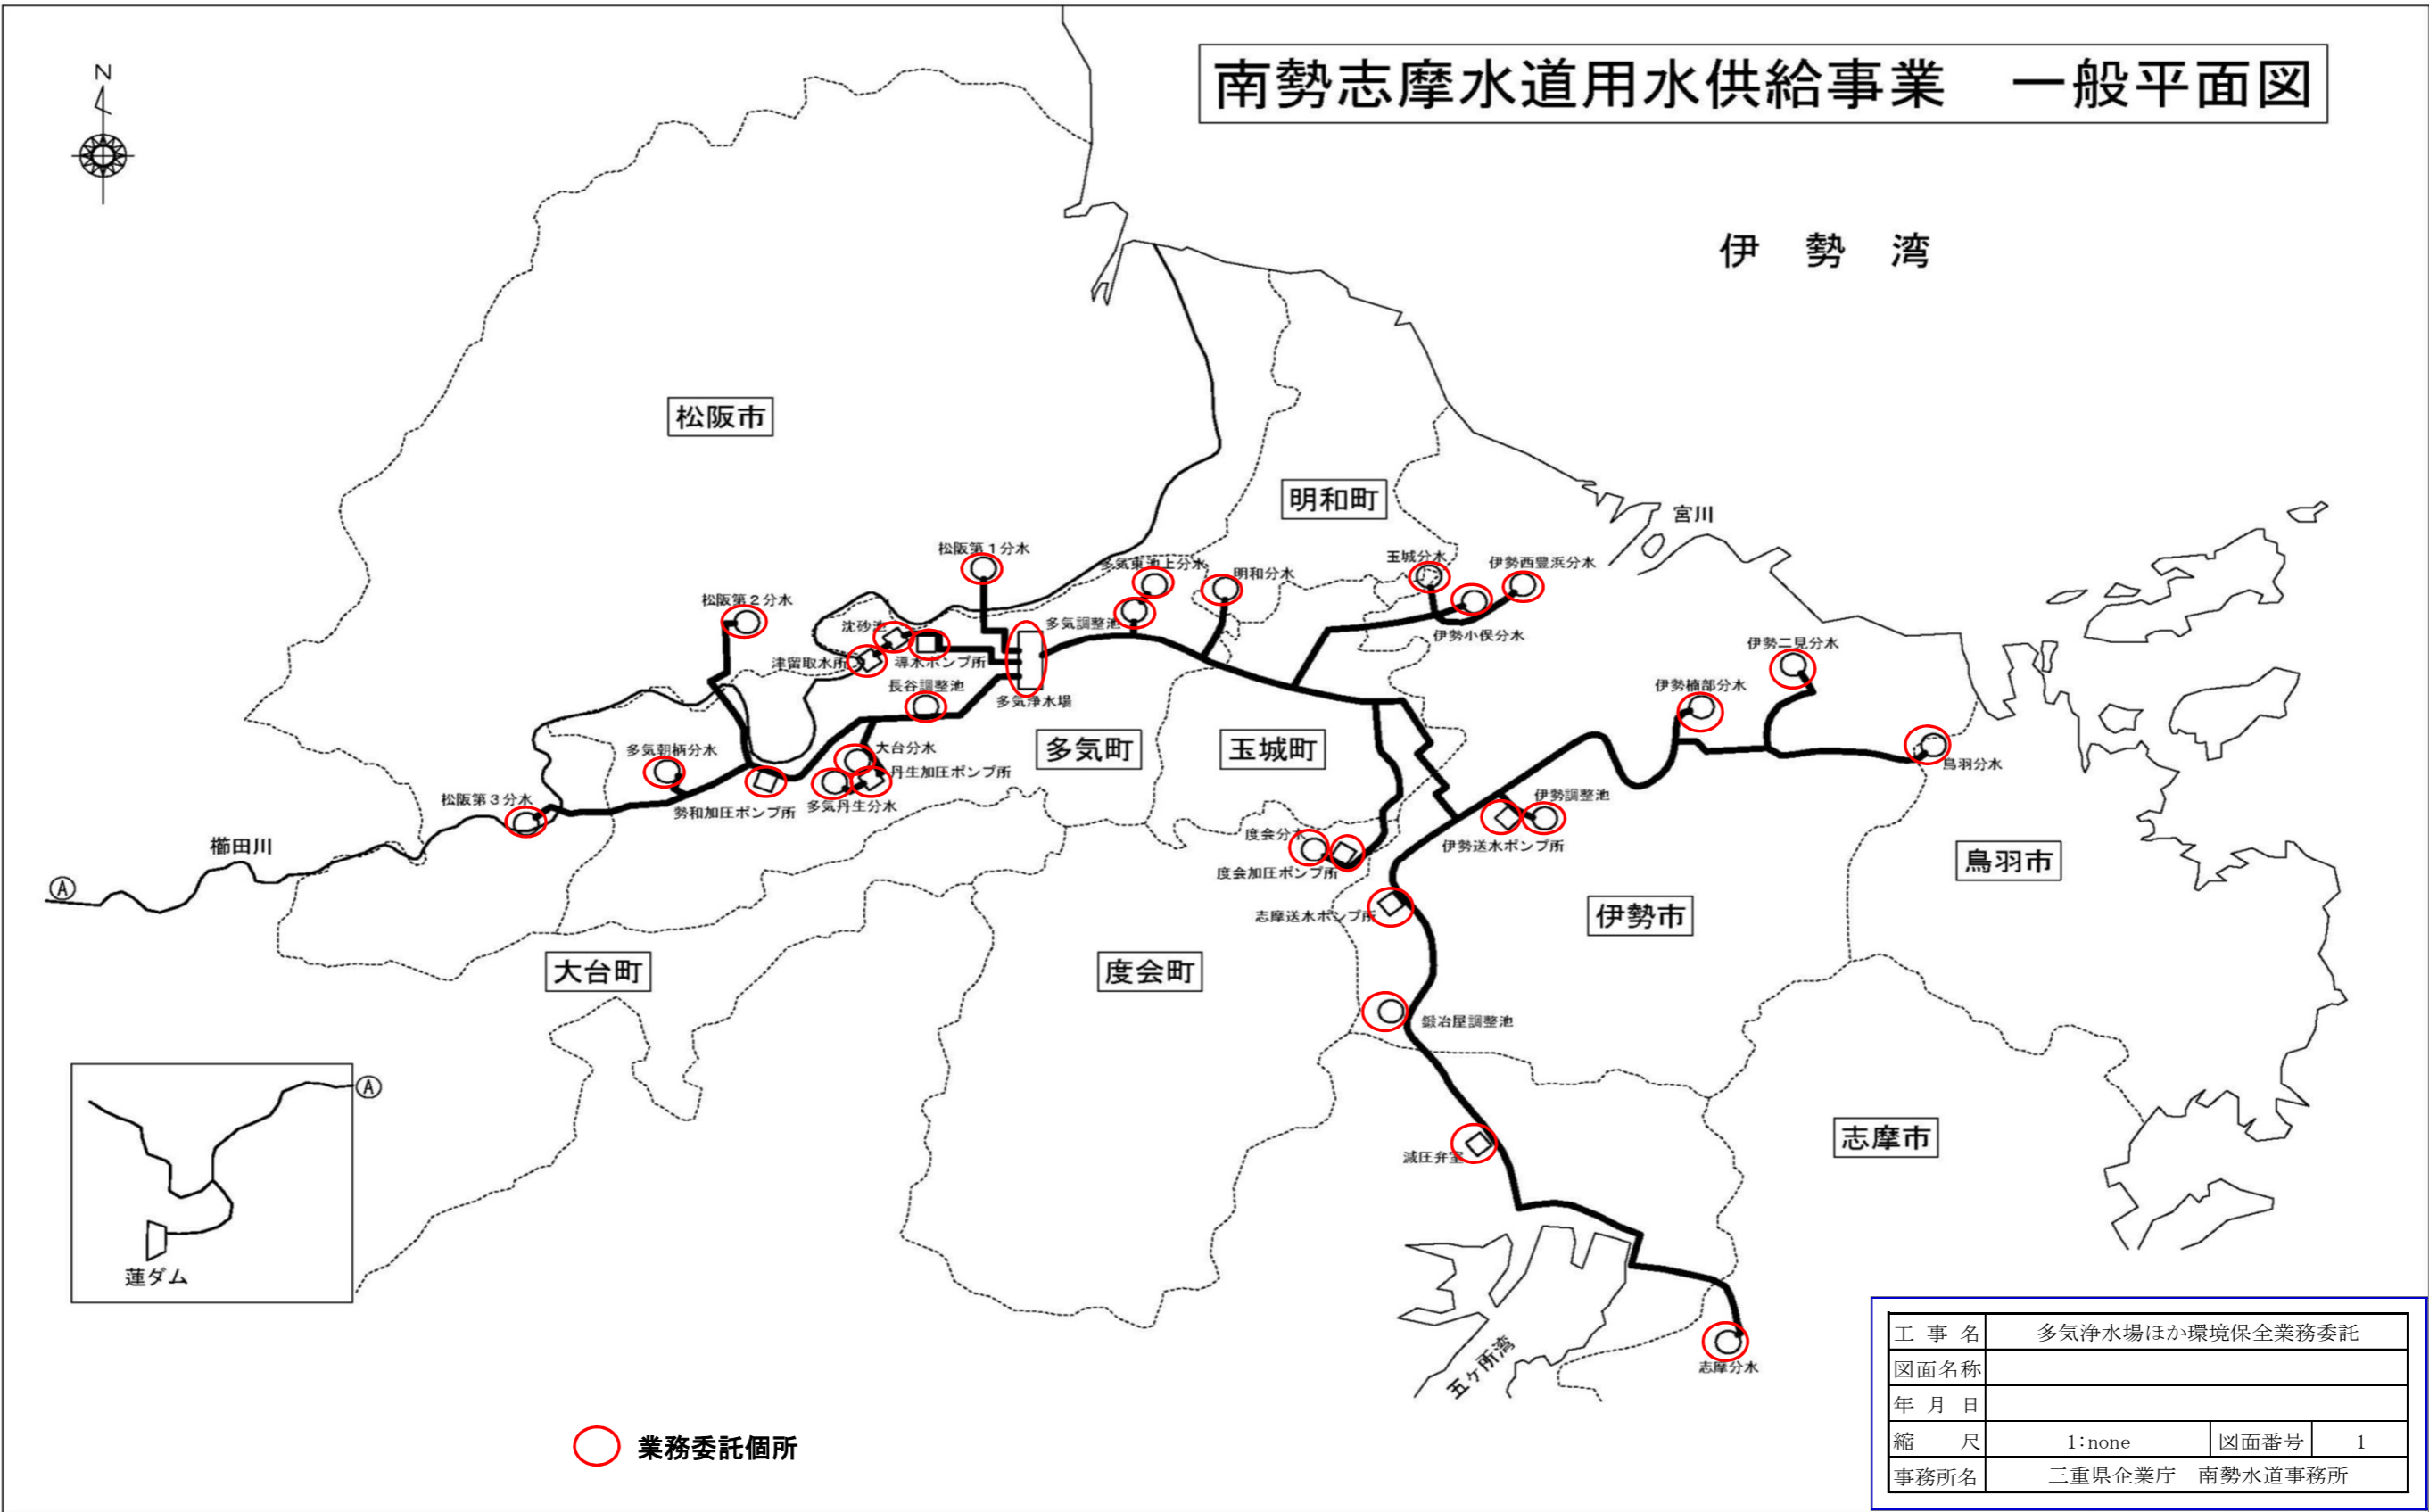 南勢志摩水道用水供給事業　一般平面図
N
伊　勢　湾
松阪市
明和町
宮川
松阪第１分水
多気東池上分水
明和分水
玉城分水
伊勢西豊浜分水
松阪第２分水
沈砂池
多気調整池
伊勢小俣分水
津留取水所
導水ポンプ所
伊勢二見分水
長谷調整池
多気浄水場
伊勢楠部分水
多気朝柄分水
大台分水
多気町
玉城町
鳥羽分水
丹生加圧ポンプ所
松阪第３分水
勢和加圧ポンプ所
多気丹生分水
伊勢調整池
櫛田川
度会分水
伊勢送水ポンプ所
度会加圧ポンプ所
鳥羽市
Ⓐ
志摩送水ポンプ所
伊勢市
大台町
度会町
鍛冶屋調整池
Ⓐ
志摩市
減圧弁室
蓮ダム
五ヶ所湾
志摩分水
業務委託個所
工事名　多気浄水場ほか環境保全業務委託
図面名称
年月日
縮尺　1:none　図面番号　1
事務所名　三重県企業庁　南勢水道事務所